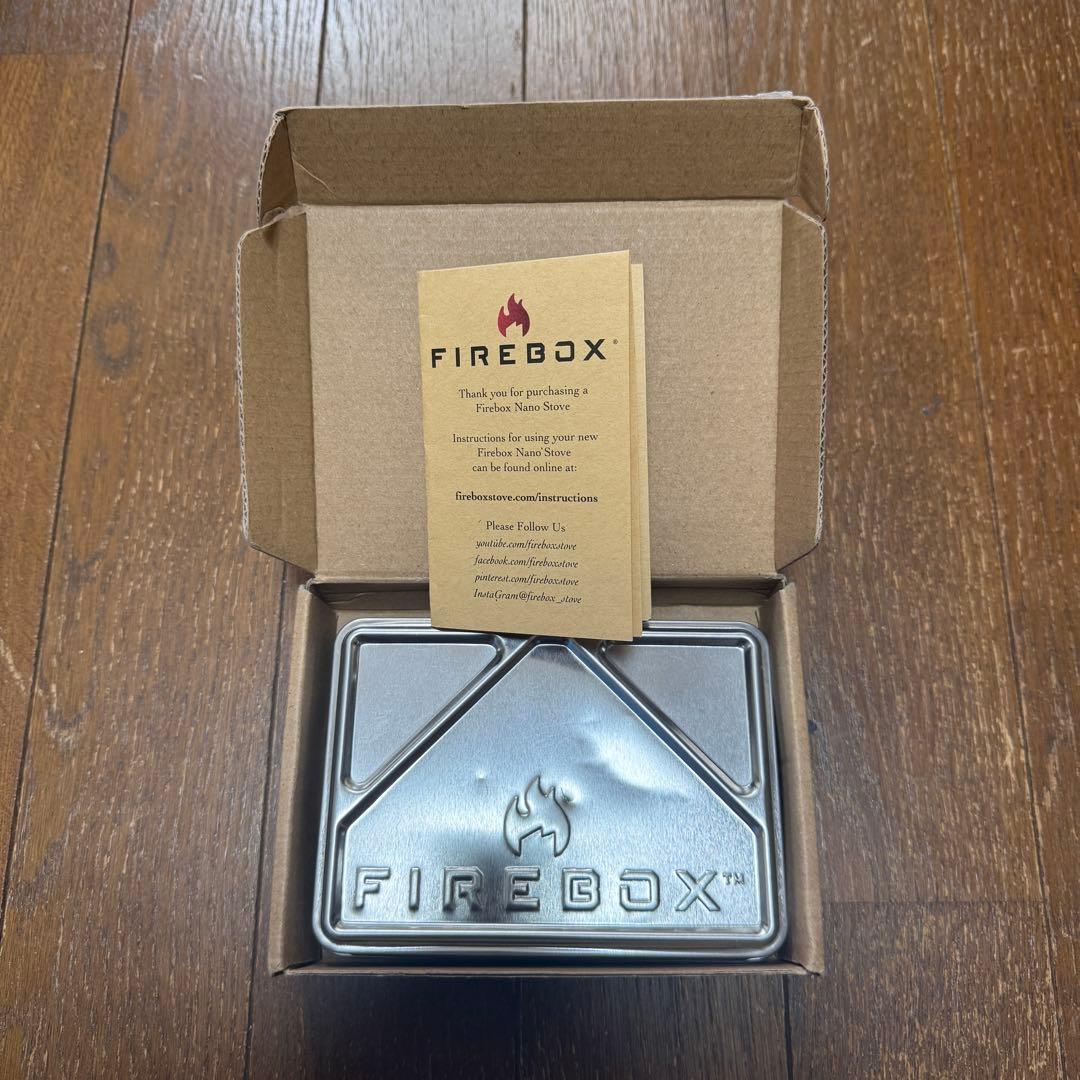 FIREBOX®
Thank you for purchasing a
Firebox Nano Stove
Instructions for using your new
Firebox Nano Stove
can be found online at:
fireboxstove.com/instructions
Please Follow Us
youtube.com/fireboxstove
facebook.com/fireboxstove
pinterest.com/fireboxstove
InstaGram@firebox_stove
FIREBOX™